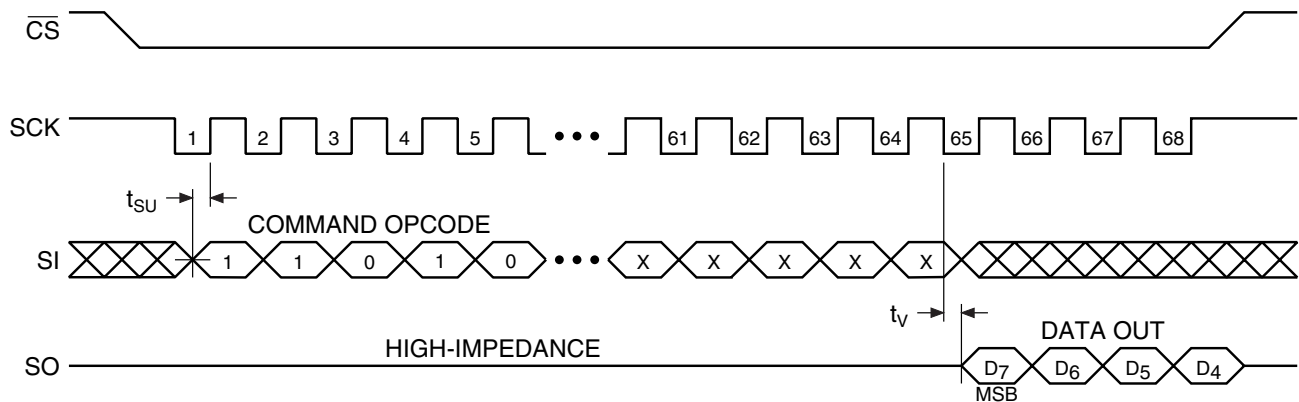 CS
SCK
1 2 3 4 5 ••• 61 62 63 64 65 66 67 68
tSU
COMMAND OPCODE
SI
1 1 0 1 0 ••• X X X X X
tV
DATA OUT
HIGH-IMPEDANCE
SO
D7 D6 D5 D4
MSB